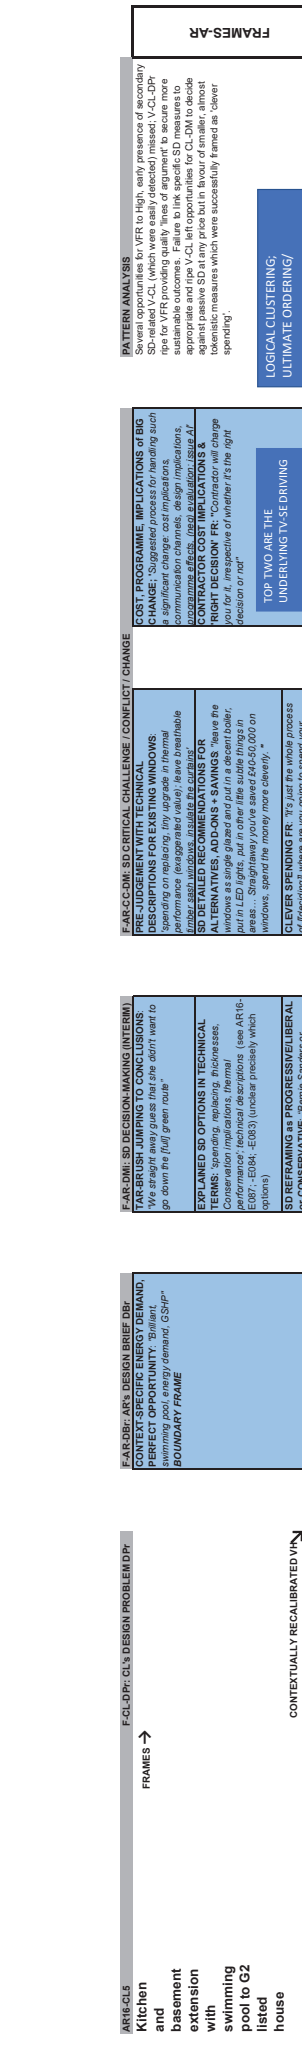 AR16-CL5
Kitchen
and
basement
extension
with
swimming
pool to G2
listed
house
F-CL-DPr: CL's DESIGN PROBLEM DPr
FRAMES →
CONTEXTUALLY RECALIBRATED VH
F-AR-DBr: AR's DESIGN BRIEF DBr
CONTEXT-SPECIFIC ENERGY DEMAND,
PERFECT OPPORTUNITY: "Brilliant,
swimming pool, energy demand, GSHP"
BOUNDARY FRAME
F-AR-DMi: SD DECISION-MAKING (INTERIM)
TAR-BRUSH JUMPING TO CONCLUSIONS:
"We straight away guess that she didn't want to
go down the [full] green route"
EXPLAINED SD OPTIONS IN TECHNICAL
TERMS: 'spending, replacing, thicknesses,
Conservation implications, thermal
performance'; technical descriptions (see AR16-
E087; -E084; -E083) (unclear precisely which
options)
SD REFRAMING as PROGRESSIVE/LIBERAL
or CONSERVATIVE: "Bernie Sanders or
F-AR-CC-DM: SD CRITICAL CHALLENGE / CONFLICT / CHANGE
PRE-JUDGEMENT WITH TECHNICAL
DESCRIPTIONS FOR EXISTING WINDOWS:
'spending on replacing, tiny upgrade in thermal
performance (exaggerated value); leave breathable
timber sash windows, insulate the curtains'
SD DETAILED RECOMMENDATIONS FOR
ALTERNATIVES, ADD-ONS + SAVINGS: "leave the
windows as single glazed and put in a decent boiler,
put in LED lights, put in other little subtle things in
areas… Straightaway you've saved £40-50,000 on
windows, spend the money more cleverly. "
CLEVER SPENDING FR: "It's just the whole process
of [deciding] where are you going to spend your
COST, PROGRAMME, IMPLICATIONS of BIG
CHANGE; 'Suggested process for handling such
a significant change: cost implications,
communication channels, design implications,
programme effects, (neg) evaluation: issue AI'
CONTRACTOR COST IMPLICATIONS &
'RIGHT DECISION' FR: "Contractor will charge
you for it, irrespective of whether it's the right
decision or not"
TOP TWO ARE THE
UNDERLYING TV-SE DRIVING
PATTERN ANALYSIS
Several opportunities for VFR to High, early presence of secondary
SD-related V-CL (which were easily detected) missed; V-CL-DPr
ripe for VFR providing quality 'lines of argument' to secure more
sustainable outcomes. Failure to link specific SD measures to
appropriate and ripe V-CL left opportunities for CL-DM to decide
against passive SD at any price but in favour of smaller, almost
tokenistic measures which were successfully framed as 'clever
spending'.
LOGICAL CLUSTERING;
ULTIMATE ORDERING/
FRAMES-AR